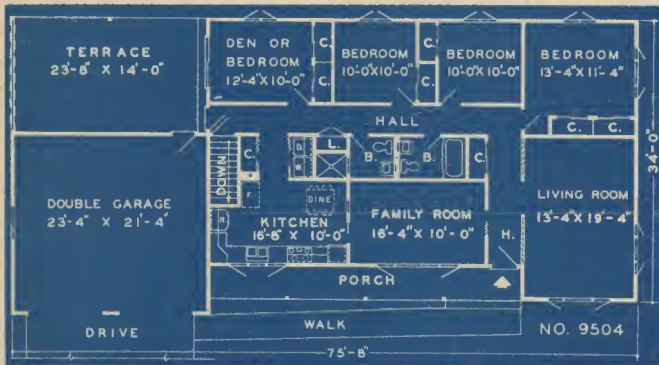 TERRACE
23'-8" X 14'-0"
DEN OR
BEDROOM
12'-4" X 10'-0"
C.
C.
BEDROOM
10'-0" X 10'-0"
C.
C.
BEDROOM
10'-0" X 10'-0"
BEDROOM
13'-4" X 11'-4"
C. C.
HALL
34'-0"
DOUBLE GARAGE
23'-4" X 21'-4"
DOWN
C.
F.
D.
W.
L.
B.
B.
C.
DINE
KITCHEN
16'-8" X 10'-0"
FAMILY ROOM
16'-4" X 10'-0"
H.
LIVING ROOM
13'-4" X 19'-4"
PORCH
DRIVE
WALK
NO. 9504
75'-8"